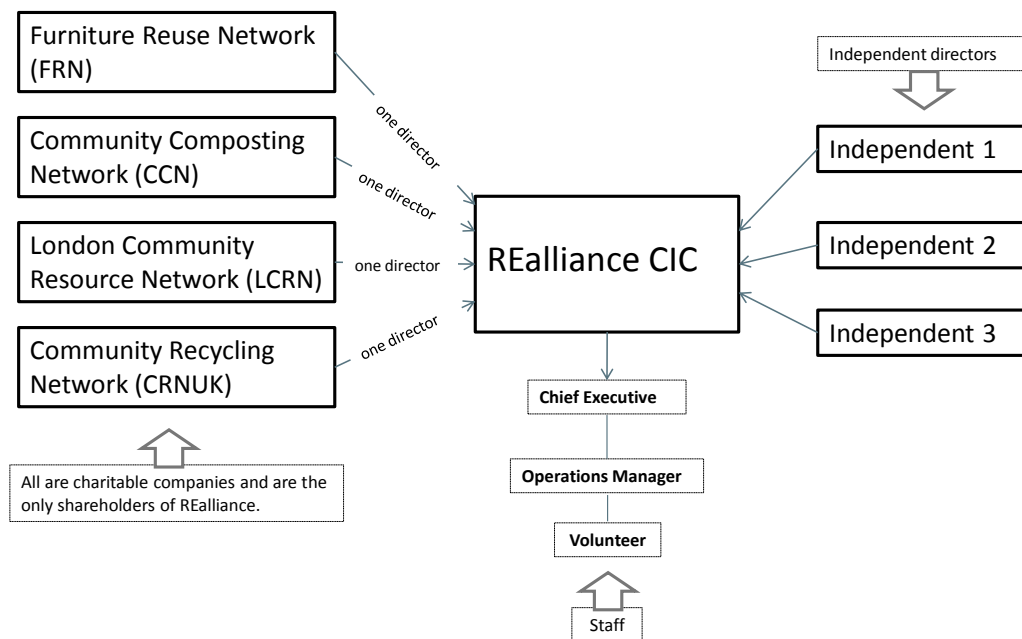 Furniture Reuse Network
(FRN)
one director
Community Composting
Network (CCN)
one director
London Community
Resource Network (LCRN)
one director
Community Recycling
Network (CRNUK)
one director
All are charitable companies and are the
only shareholders of REalliance.
REalliance CIC
Chief Executive
Operations Manager
Volunteer
Staff
Independent directors
Independent 1
Independent 2
Independent 3